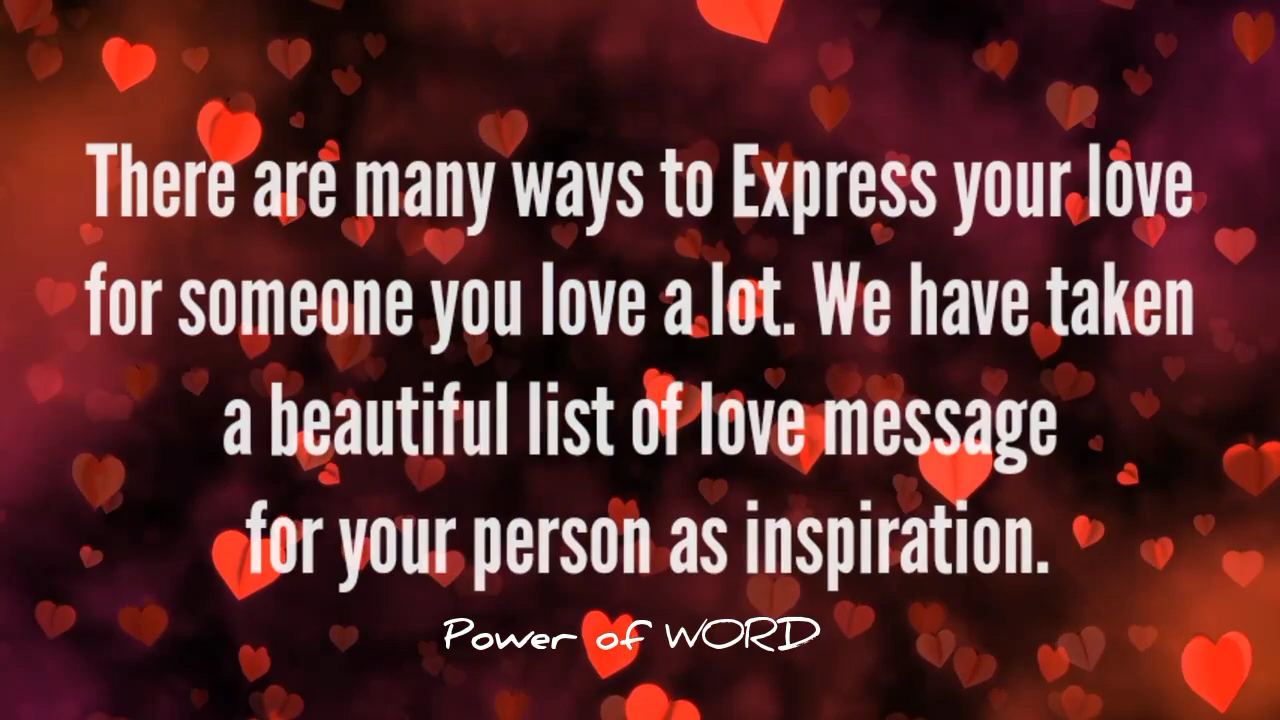 There are many ways to Express your love
for someone you love a lot. We have taken
a beautiful list of love message
for your person as inspiration.
Power of WORD